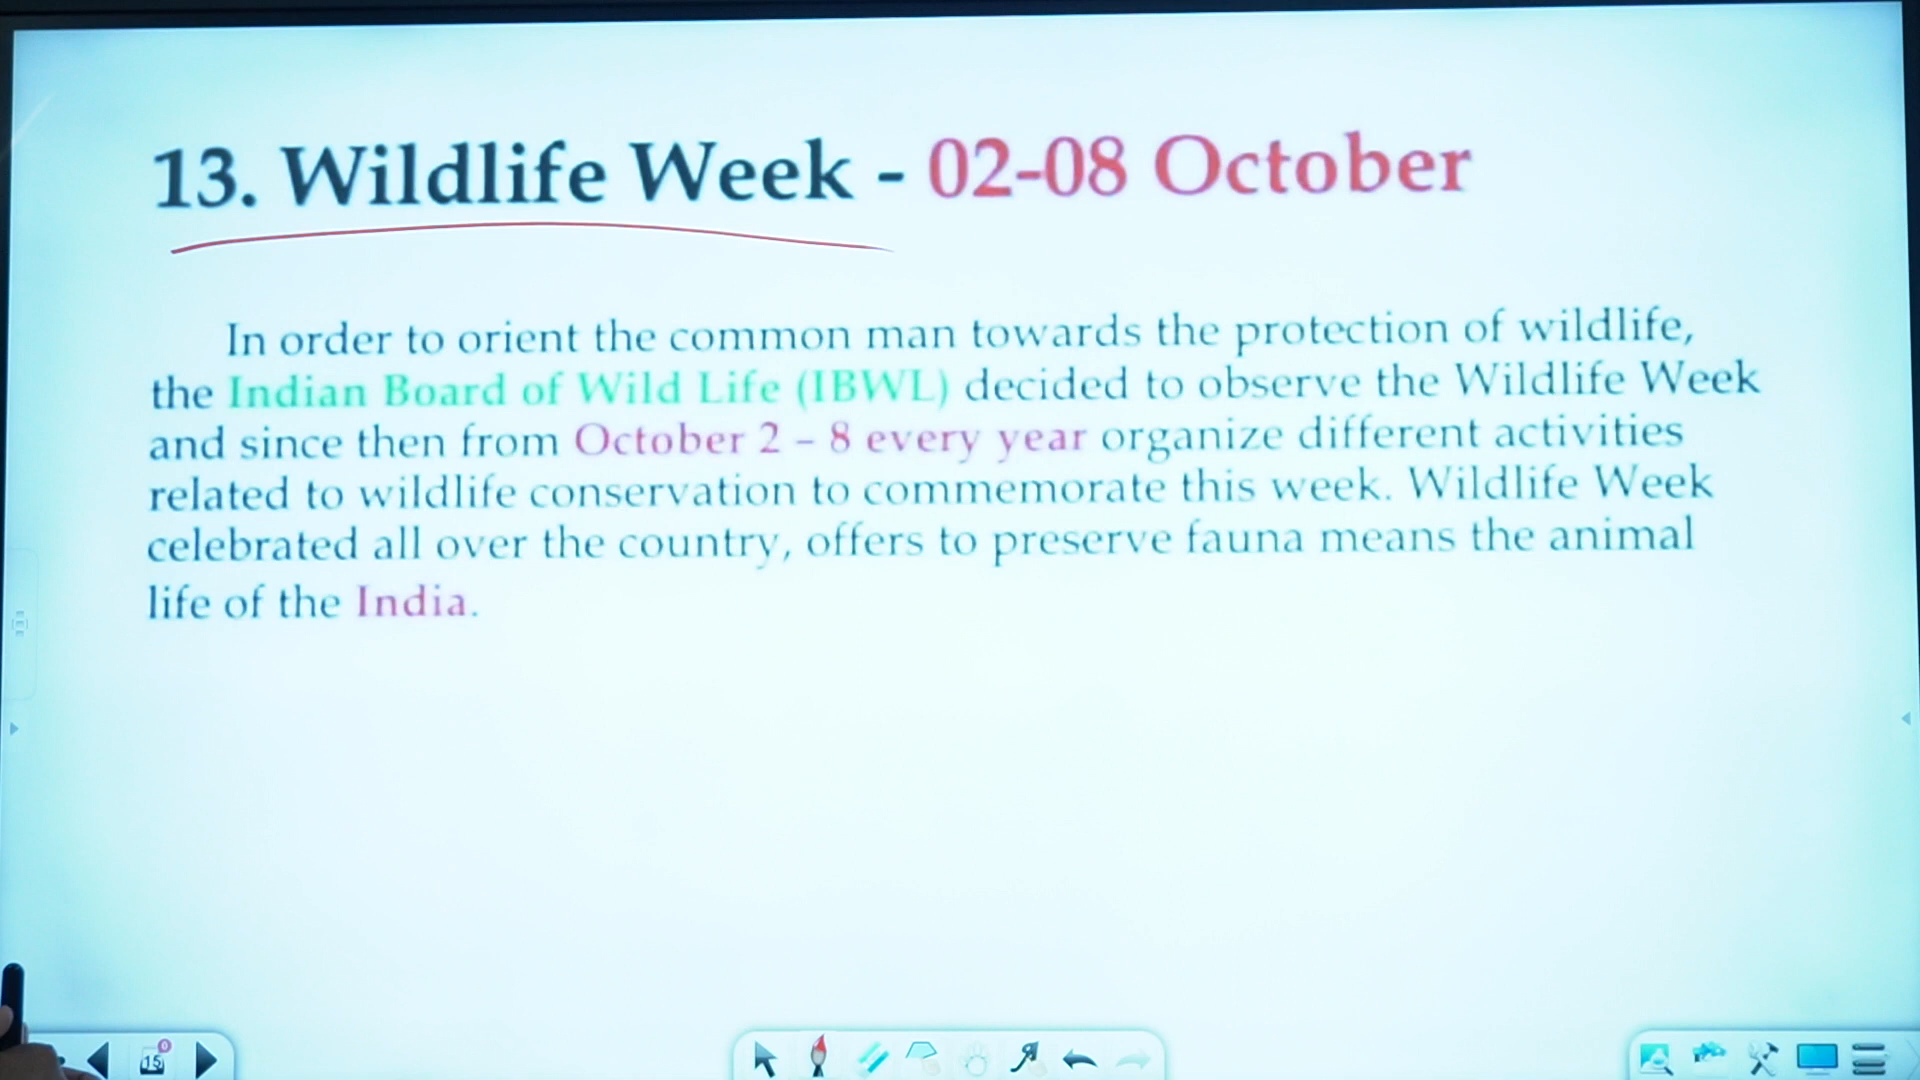 13. Wildlife Week - 02-08 October
In order to orient the common man towards the protection of wildlife,
the Indian Board of Wild Life (IBWL) decided to observe the Wildlife Week
and since then from October 2 – 8 every year organize different activities
related to wildlife conservation to commemorate this week. Wildlife Week
celebrated all over the country, offers to preserve fauna means the animal
life of the India.
15
0